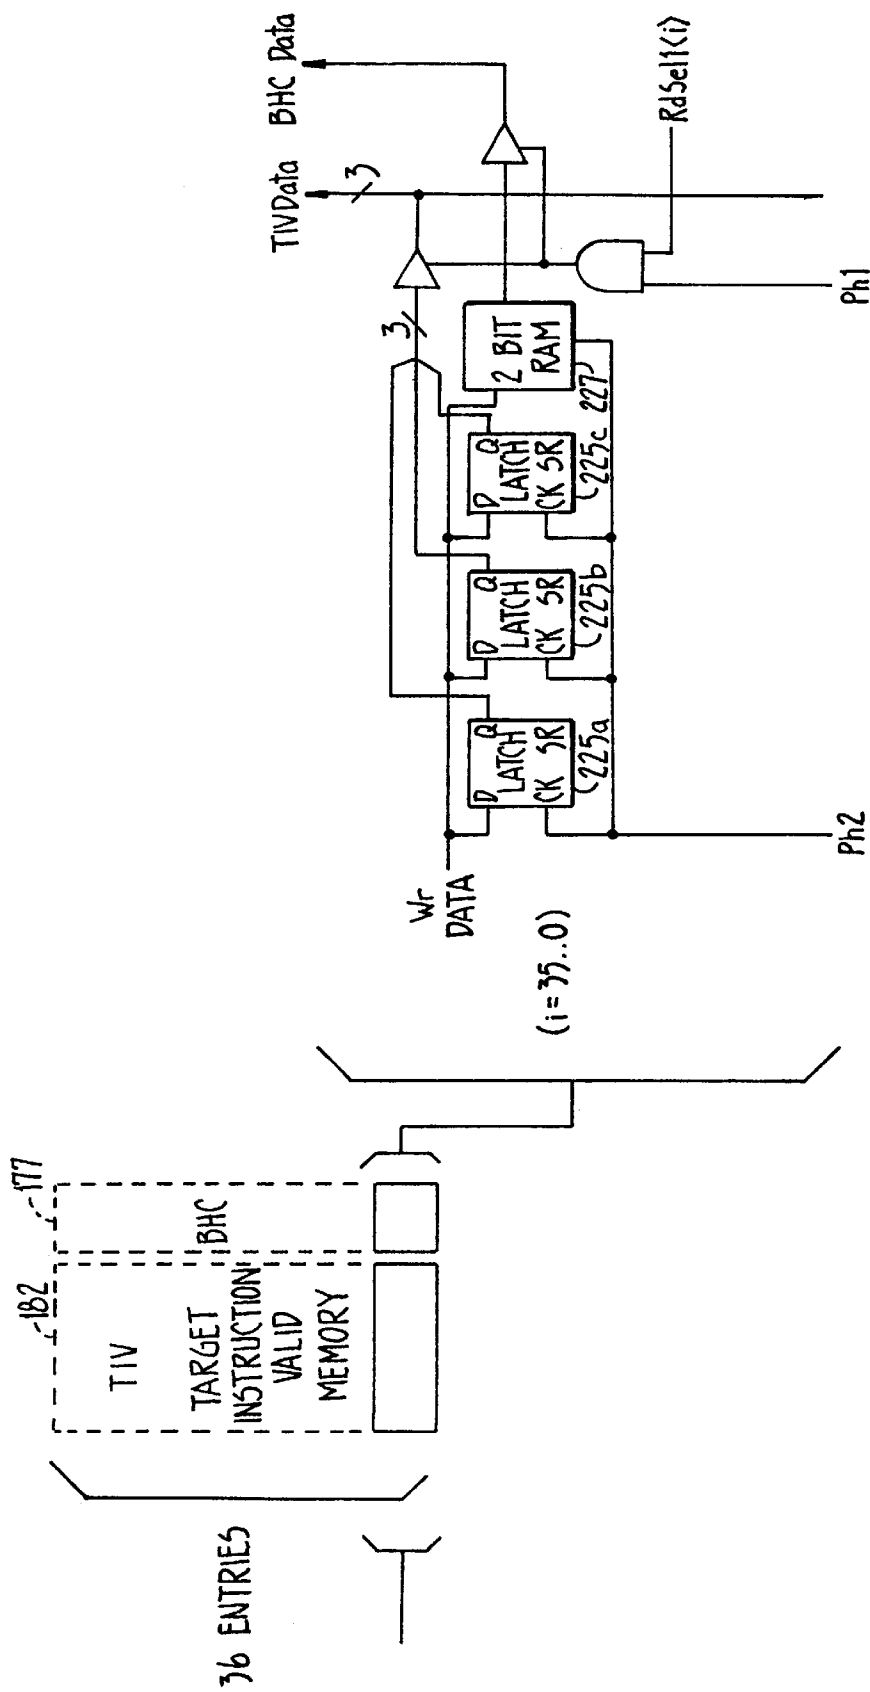 36 ENTRIES
182
177
TIV
TARGET
INSTRUCTION
VALID
MEMORY
BHC
(i=35..0)
Wr
DATA
TIVData
BHC Data
3
3
D Q
LATCH
CK SR
225a
D Q
LATCH
CK SR
225b
D Q
LATCH
CK SR
225c
2 BIT
RAM
227
Ph2
Ph1
RdSel1⟨i⟩